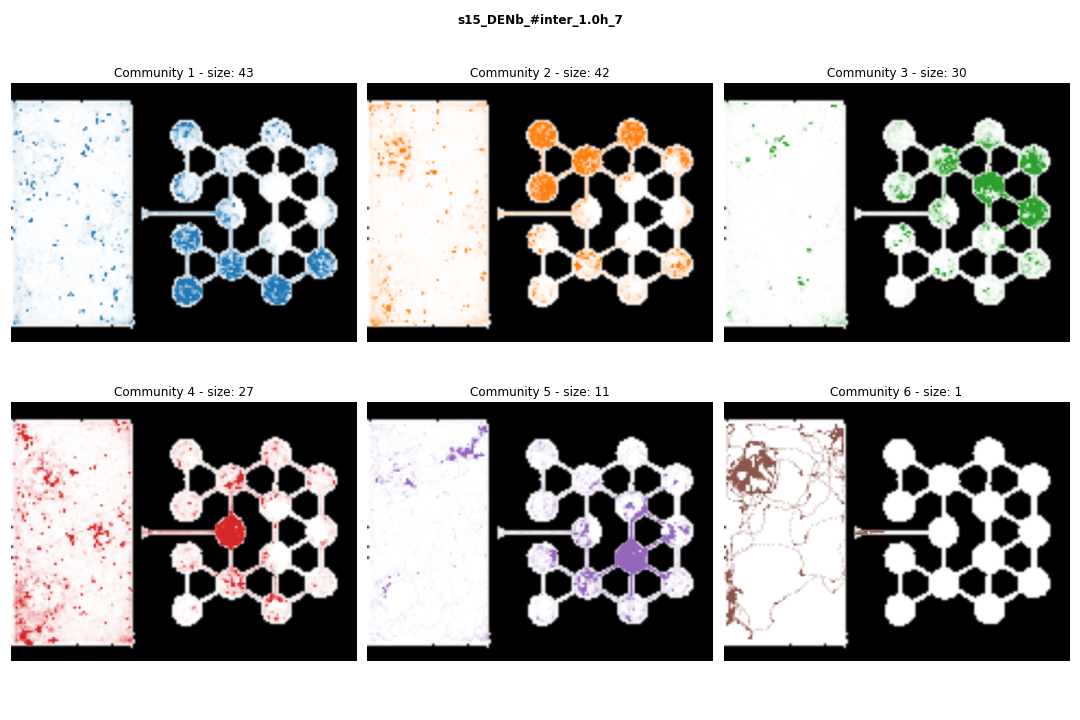 s15_DENb_#inter_1.0h_7
Community 1 - size: 43
Community 2 - size: 42
Community 3 - size: 30
Community 4 - size: 27
Community 5 - size: 11
Community 6 - size: 1